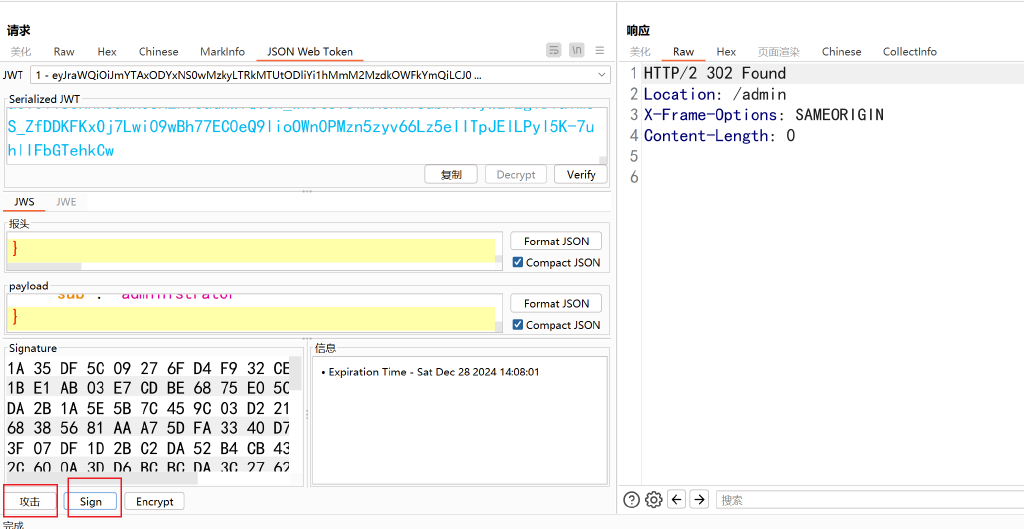 请求
美化 Raw Hex Chinese MarkInfo JSON Web Token
\n
JWT 1 - eyJraWQiOiJmYTAxODYxNS0wMzkyLTRkMTUtODliYi1hMmM2MzdkOWFkYmQiLCJ0 ...
Serialized JWT
S_ZfDDKFKx0j7LwiO9wBh77EC0eQ9lioOWnOPMzn5zyv66Lz5eIITpJElLPyl5K-7u
hlIFbGTehkCw
复制 Decrypt Verify
JWS JWE
报头
}
Format JSON
Compact JSON
payload
"sub": "administrator"
}
Format JSON
Compact JSON
Signature
1A 35 DF 5C 09 27 6F D4 F9 32 CE
1B E1 AB 03 E7 CD BE 68 75 E0 5C
DA 2B 1A 5E 5B 7C 45 9C 03 D2 21
68 38 56 81 AA A7 5D FA 33 40 D7
3F 07 DF 1D 2B C2 DA 52 B4 CB 43
2C 60 0A 3D D6 BC BC DA 3C 27 62
信息
• Expiration Time - Sat Dec 28 2024 14:08:01
攻击 Sign Encrypt
完成
响应
美化 Raw Hex 页面渲染 Chinese CollectInfo
1 HTTP/2 302 Found
2 Location: /admin
3 X-Frame-Options: SAMEORIGIN
4 Content-Length: 0
5
6
搜索